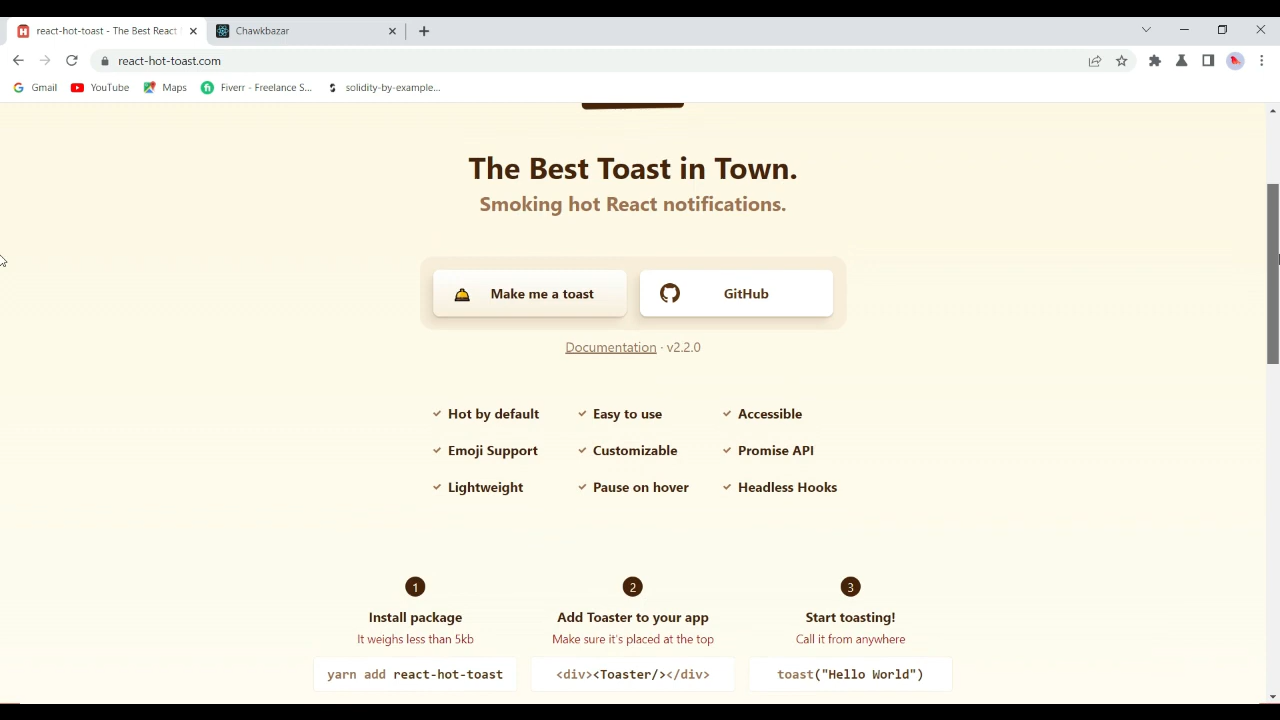 react-hot-toast - The Best React
Chawkbazar
react-hot-toast.com
Gmail
YouTube
Maps
Fiverr - Freelance S...
solidity-by-example...
The Best Toast in Town.
Smoking hot React notifications.
Make me a toast
GitHub
Documentation · v2.2.0
Hot by default
Easy to use
Accessible
Emoji Support
Customizable
Promise API
Lightweight
Pause on hover
Headless Hooks
1
2
3
Install package
Add Toaster to your app
Start toasting!
It weighs less than 5kb
Make sure it's placed at the top
Call it from anywhere
yarn add react-hot-toast
<div><Toaster/></div>
toast("Hello World")